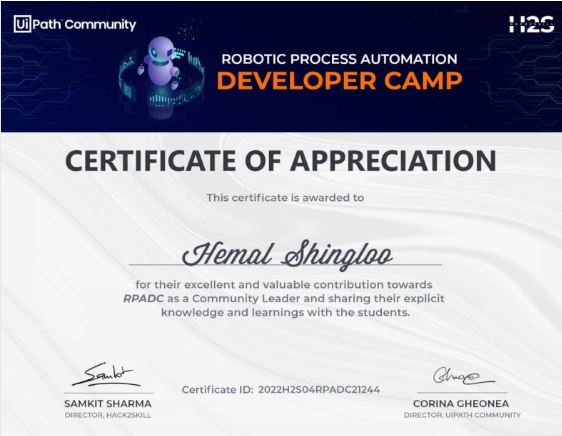 UiPath Community
H2S
ROBOTIC PROCESS AUTOMATION
DEVELOPER CAMP
CERTIFICATE OF APPRECIATION
This certificate is awarded to
Hemal Shingloo
for their excellent and valuable contribution towards
RPADC as a Community Leader and sharing their explicit
knowledge and learnings with the students.
Samkit
SAMKIT SHARMA
DIRECTOR, HACK2SKILL
Certificate ID: 2022H2S04RPADC21244
CORINA GHEONEA
DIRECTOR, UIPATH COMMUNITY